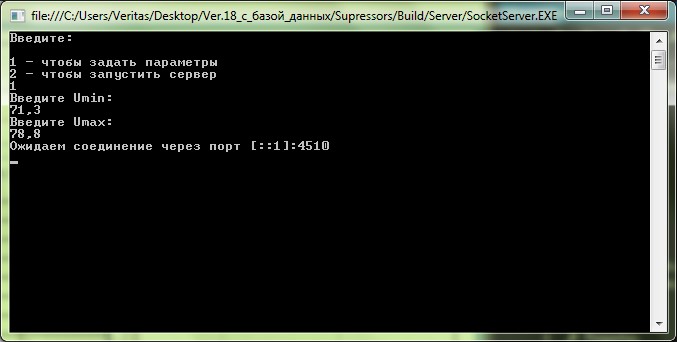 file:///C:/Users/Veritas/Desktop/Ver.18_с_базой_данных/Supressors/Build/Server/SocketServer.EXE
Введите:
1 - чтобы задать параметры
2 - чтобы запустить сервер
1
Введите Umin:
71,3
Введите Umax:
78,8
Ожидаем соединение через порт [::1]:4510